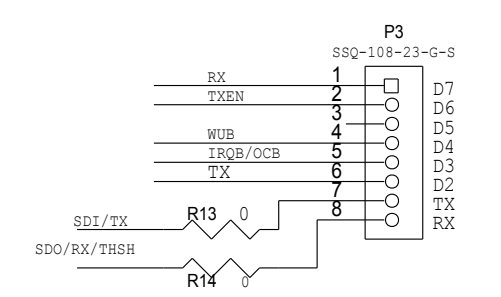 P3
SSQ-108-23-G-S
RX 1 D7
TXEN 2 D6
3 D5
WUB 4 D4
IRQB/OCB 5 D3
TX 6 D2
7 TX
8 RX
SDI/TX R13 0
SDO/RX/THSH
R14 0